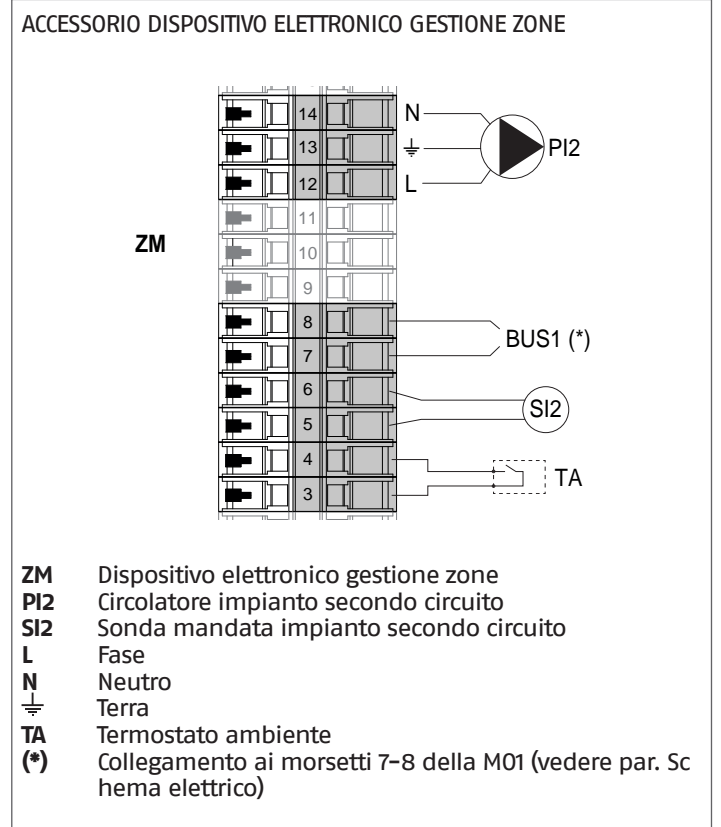 ACCESSORIO DISPOSITIVO ELETTRONICO GESTIONE ZONE
14 N
13 PI2
12 L
11
ZM
10
9
8
BUS1 (*)
7
6
SI2
5
4
TA
3
ZM Dispositivo elettronico gestione zone
PI2 Circolatore impianto secondo circuito
SI2 Sonda mandata impianto secondo circuito
L Fase
N Neutro
⏚ Terra
TA Termostato ambiente
(*) Collegamento ai morsetti 7-8 della M01 (vedere par. Sc
hema elettrico)